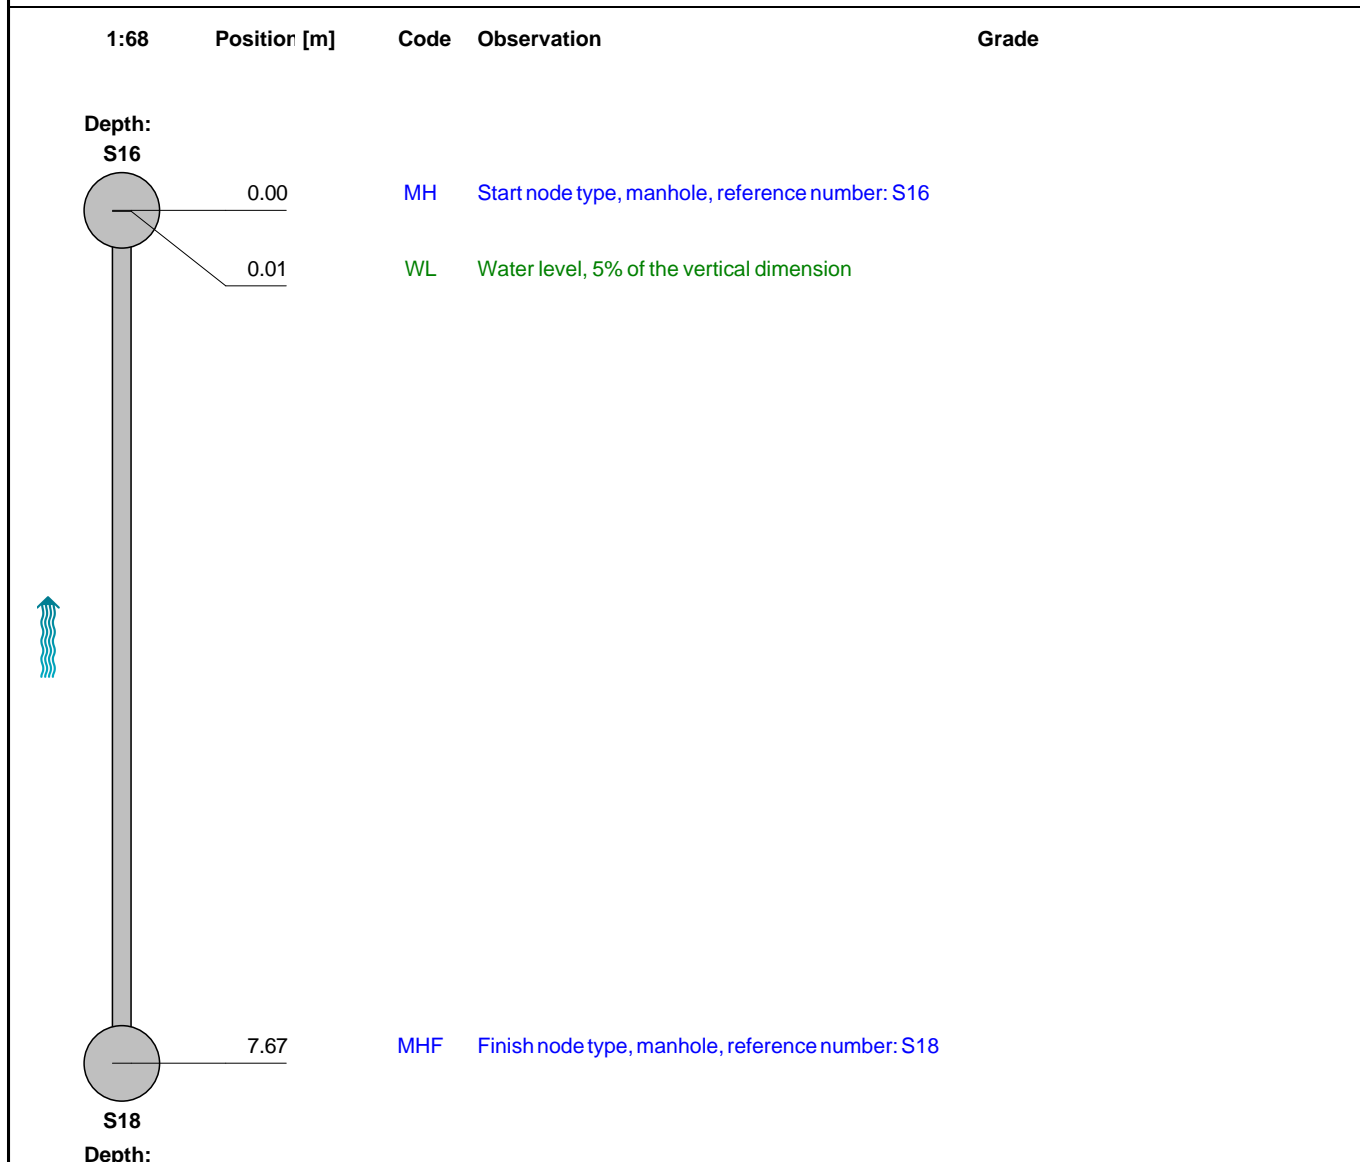 1:68 Position [m] Code Observation Grade
Depth:
S16
0.00 MH Start node type, manhole, reference number: S16
0.01 WL Water level, 5% of the vertical dimension
7.67 MHF Finish node type, manhole, reference number: S18
S18
Depth: